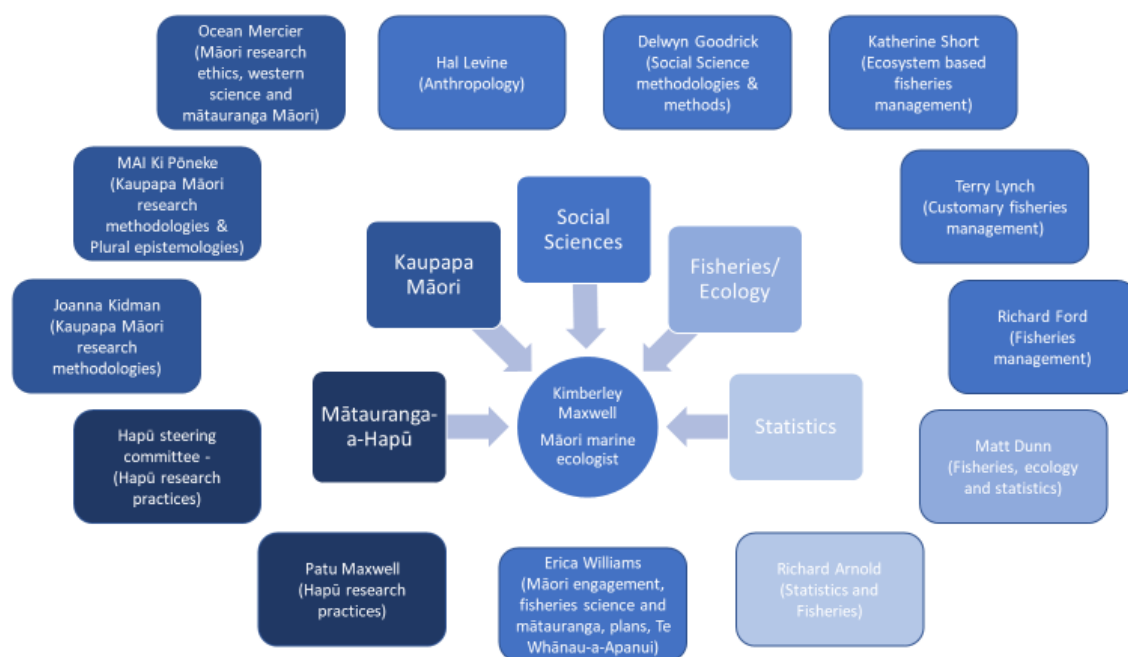 Ocean Mercier
(Māori research
ethics, western
science and
mātauranga Māori)
Hal Levine
(Anthropology)
Delwyn Goodrick
(Social Science
methodologies &
methods)
Katherine Short
(Ecosystem based
fisheries
management)
MAI Ki Pōneke
(Kaupapa Māori
research
methodologies &
Plural epistemologies)
Terry Lynch
(Customary fisheries
management)
Social
Sciences
Kaupapa
Māori
Fisheries/
Ecology
Joanna Kidman
(Kaupapa Māori
research
methodologies)
Richard Ford
(Fisheries
management)
Mātauranga-
a-Hapū
Kimberley
Maxwell
Māori marine
ecologist
Statistics
Hapū steering
committee -
(Hapū research
practices)
Matt Dunn
(Fisheries, ecology
and statistics)
Patu Maxwell
(Hapū research
practices)
Erica Williams
(Māori engagement,
fisheries science and
mātauranga, plans, Te
Whānau-a-Apanui)
Richard Arnold
(Statistics and
Fisheries)